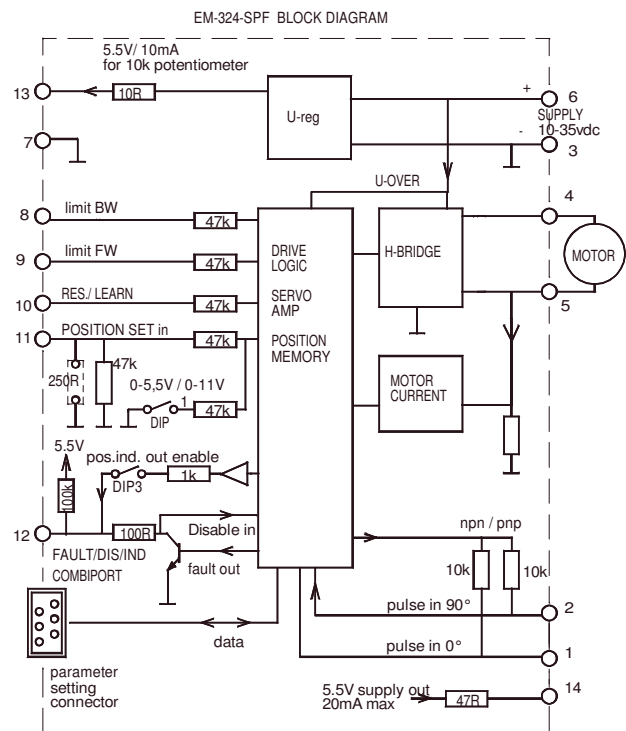 EM-324-SPF BLOCK DIAGRAM
5.5V/ 10mA
for 10k potentiometer
13
10R
U-reg
+
6
SUPPLY
10-35vdc
-
3
7
U-OVER
4
8
limit BW
47k
9
limit FW
47k
DRIVE
LOGIC
H-BRIDGE
MOTOR
10
RES./ LEARN
47k
SERVO
AMP
5
11
POSITION SET in
47k
POSITION
MEMORY
250R
47k
0-5,5V / 0-11V
1
DIP
47k
MOTOR
CURRENT
5.5V
100k
pos.ind. out enable
DIP3
1k
12
100R
Disable in
FAULT/DIS/IND
COMBIPORT
fault out
npn / pnp
10k
10k
pulse in 90°
2
data
pulse in 0°
1
parameter
setting
connector
5.5V supply out
20mA max
47R
14